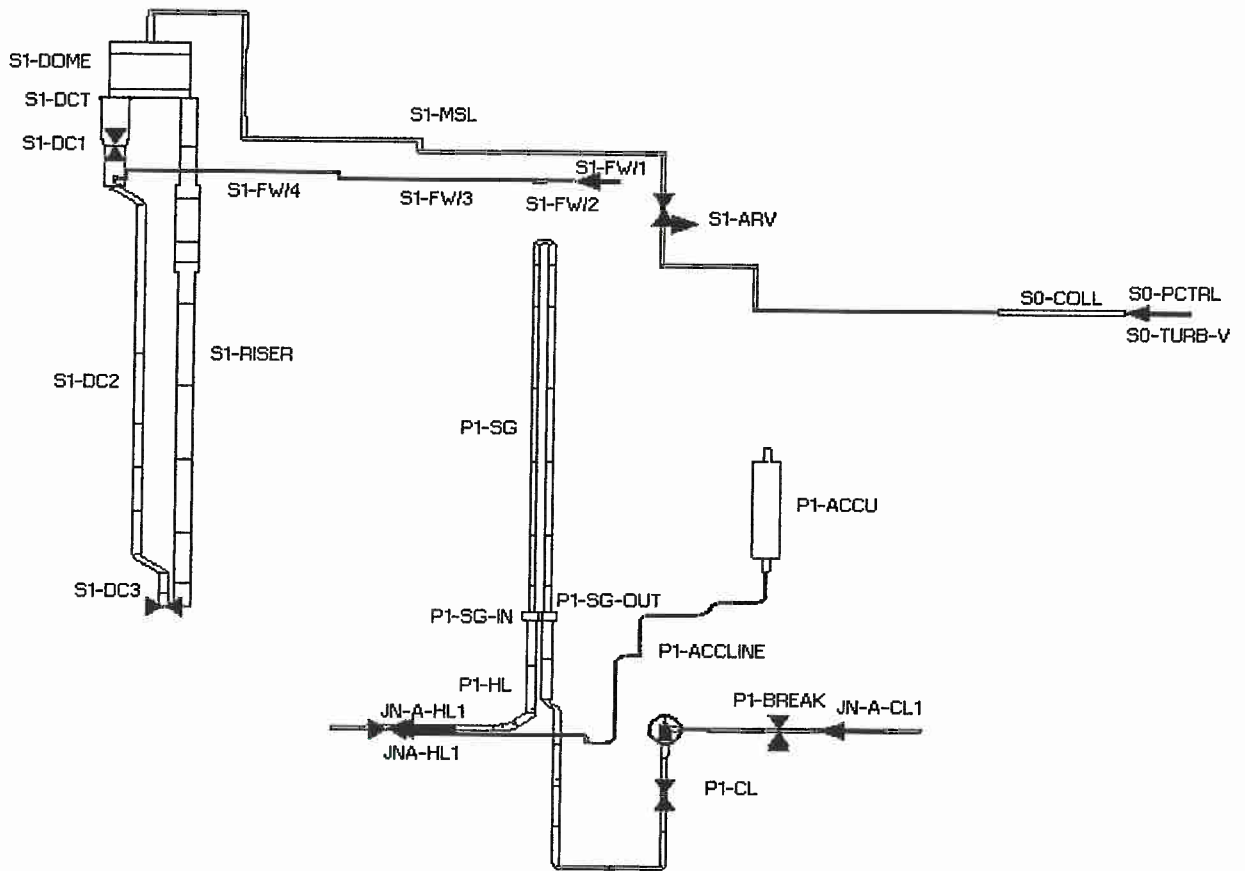 S1-DOME
S1-DCT
S1-MSL
S1-DC1
S1-FW/1
S1-FW/4
S1-FW/3
S1-FW/2
S1-ARV
S0-COLL
S0-PCTRL
S0-TURB-V
S1-RISER
S1-DC2
P1-SG
P1-ACCU
S1-DC3
P1-SG-IN
P1-SG-OUT
P1-ACCLINE
P1-HL
P1-BREAK
JN-A-HL1
JN-A-CL1
JNA-HL1
P1-CL